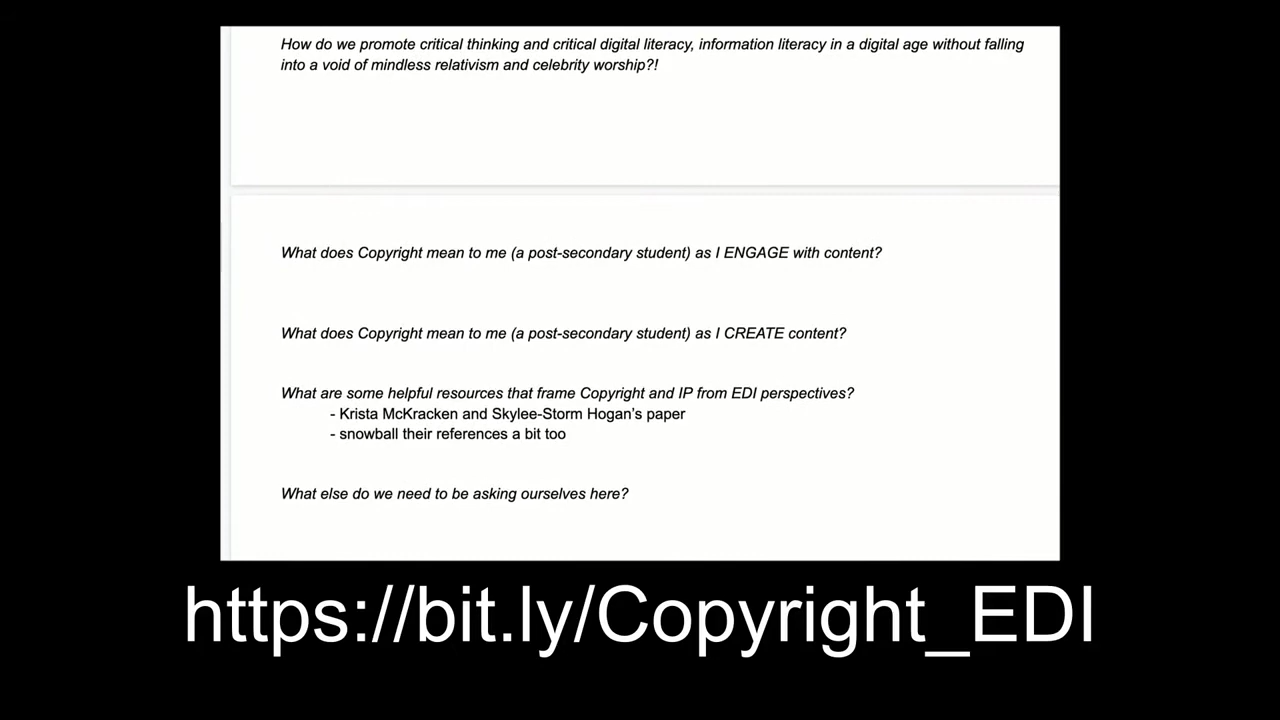 How do we promote critical thinking and critical digital literacy, information literacy in a digital age without falling
into a void of mindless relativism and celebrity worship?!
What does Copyright mean to me (a post-secondary student) as I ENGAGE with content?
What does Copyright mean to me (a post-secondary student) as I CREATE content?
What are some helpful resources that frame Copyright and IP from EDI perspectives?
- Krista McKracken and Skylee-Storm Hogan's paper
- snowball their references a bit too
What else do we need to be asking ourselves here?
https://bit.ly/Copyright_EDI